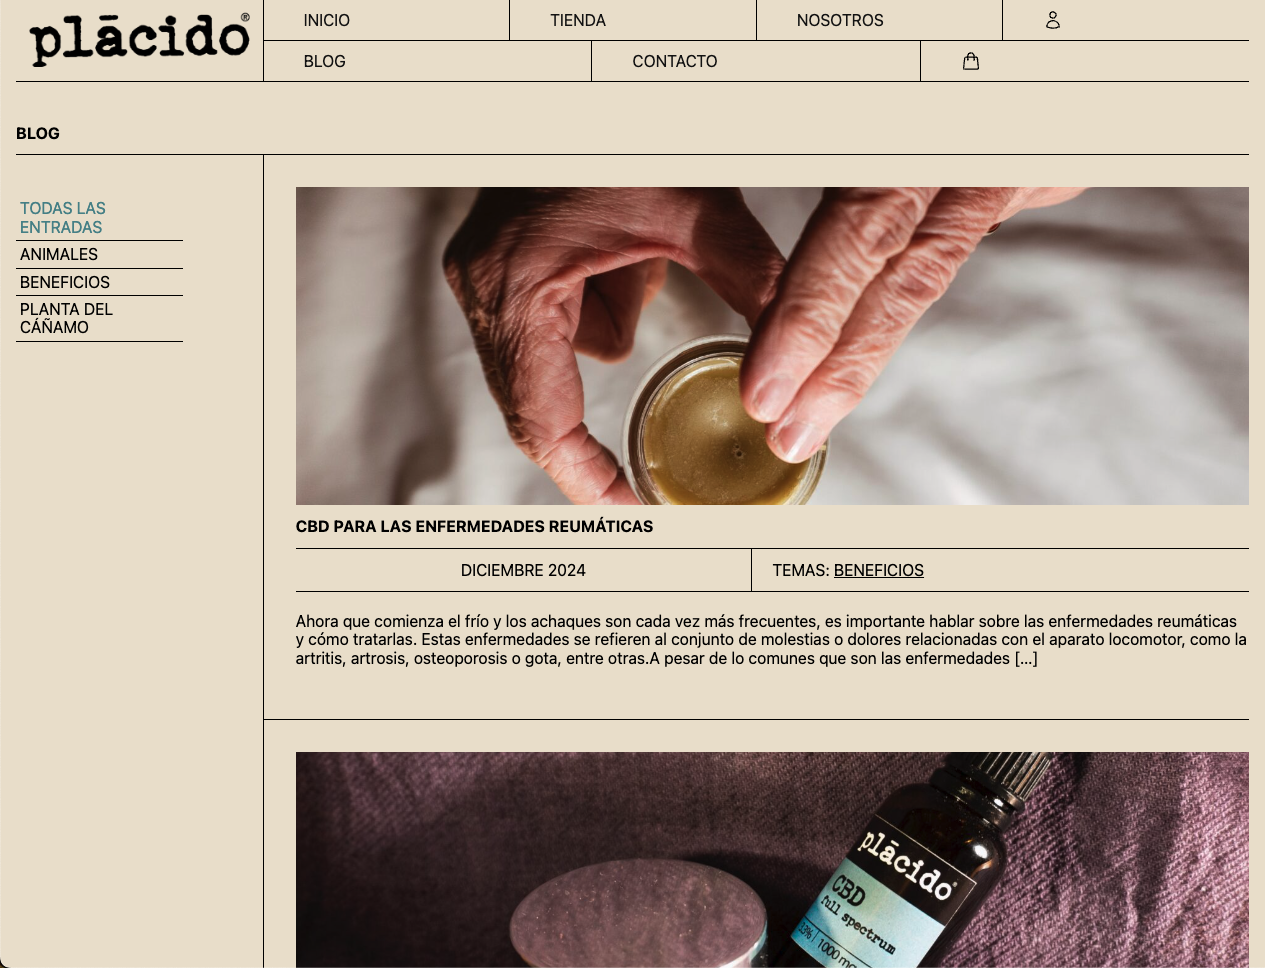 plācido®
INICIO
TIENDA
NOSOTROS
BLOG
CONTACTO
BLOG
TODAS LAS
ENTRADAS
ANIMALES
BENEFICIOS
PLANTA DEL
CÁÑAMO
CBD PARA LAS ENFERMEDADES REUMÁTICAS
DICIEMBRE 2024
TEMAS: BENEFICIOS
Ahora que comienza el frío y los achaques son cada vez más frecuentes, es importante hablar sobre las enfermedades reumáticas
y cómo tratarlas. Estas enfermedades se refieren al conjunto de molestias o dolores relacionadas con el aparato locomotor, como la
artritis, artrosis, osteoporosis o gota, entre otras.A pesar de lo comunes que son las enfermedades [...]
plācido®
CBD
full spectrum
13% | 1000 mg